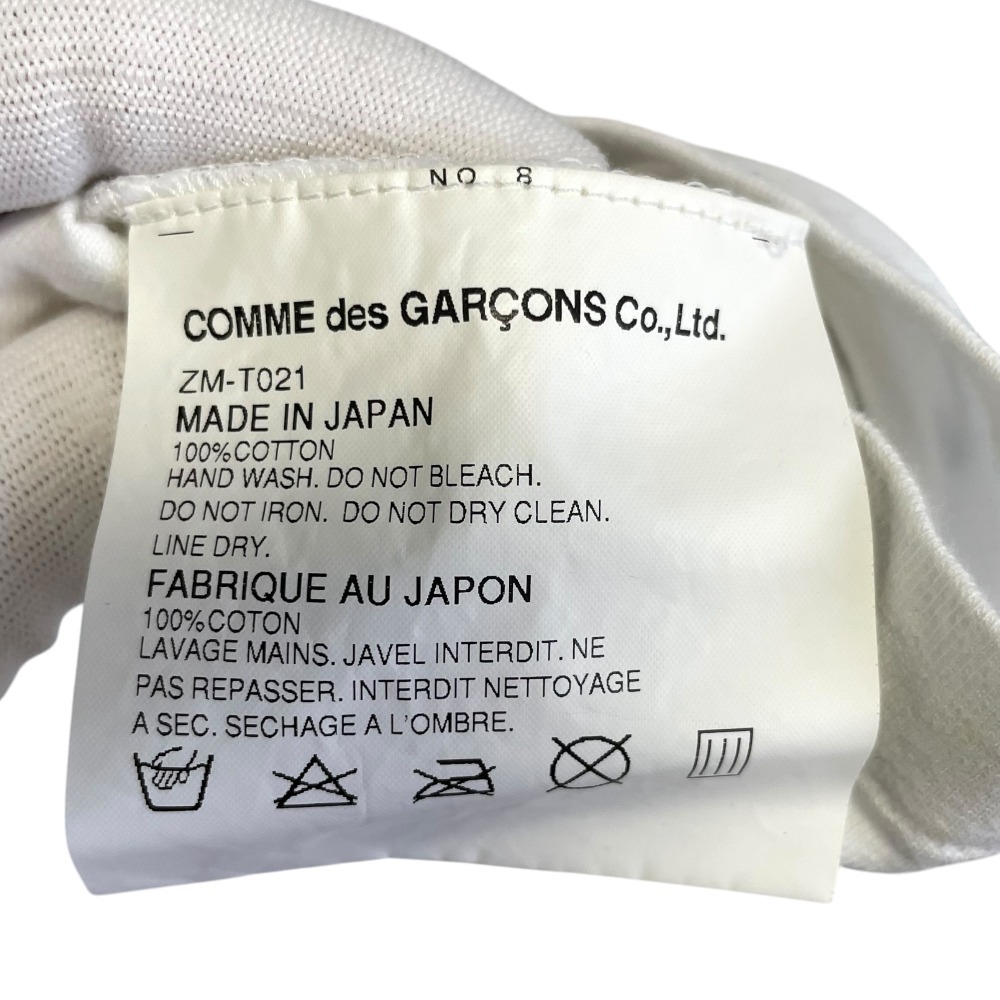 NO 8
COMME des GARÇONS Co.,Ltd.
ZM-T021
MADE IN JAPAN
100%COTTON
HAND WASH. DO NOT BLEACH.
DO NOT IRON. DO NOT DRY CLEAN.
LINE DRY.
FABRIQUE AU JAPON
100%COTON
LAVAGE MAINS. JAVEL INTERDIT. NE
PAS REPASSER. INTERDIT NETTOYAGE
A SEC. SECHAGE A L'OMBRE.